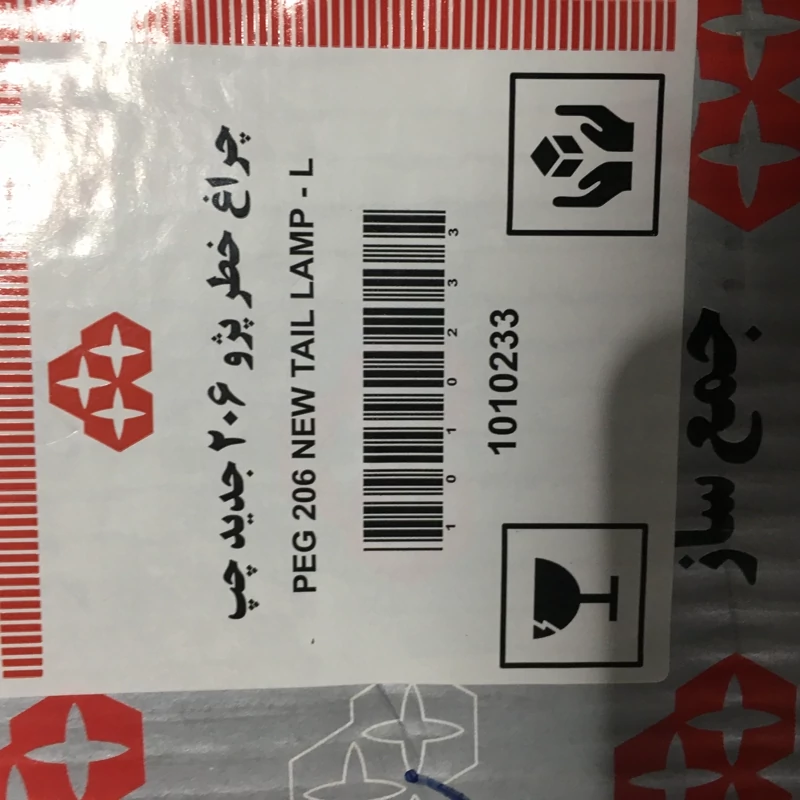 چراغ خطر پژو ۲۰۶ جدید چپ
PEG 206 NEW TAIL LAMP - L
1 0 1 0 2 3 3
1010233
جمع ساز